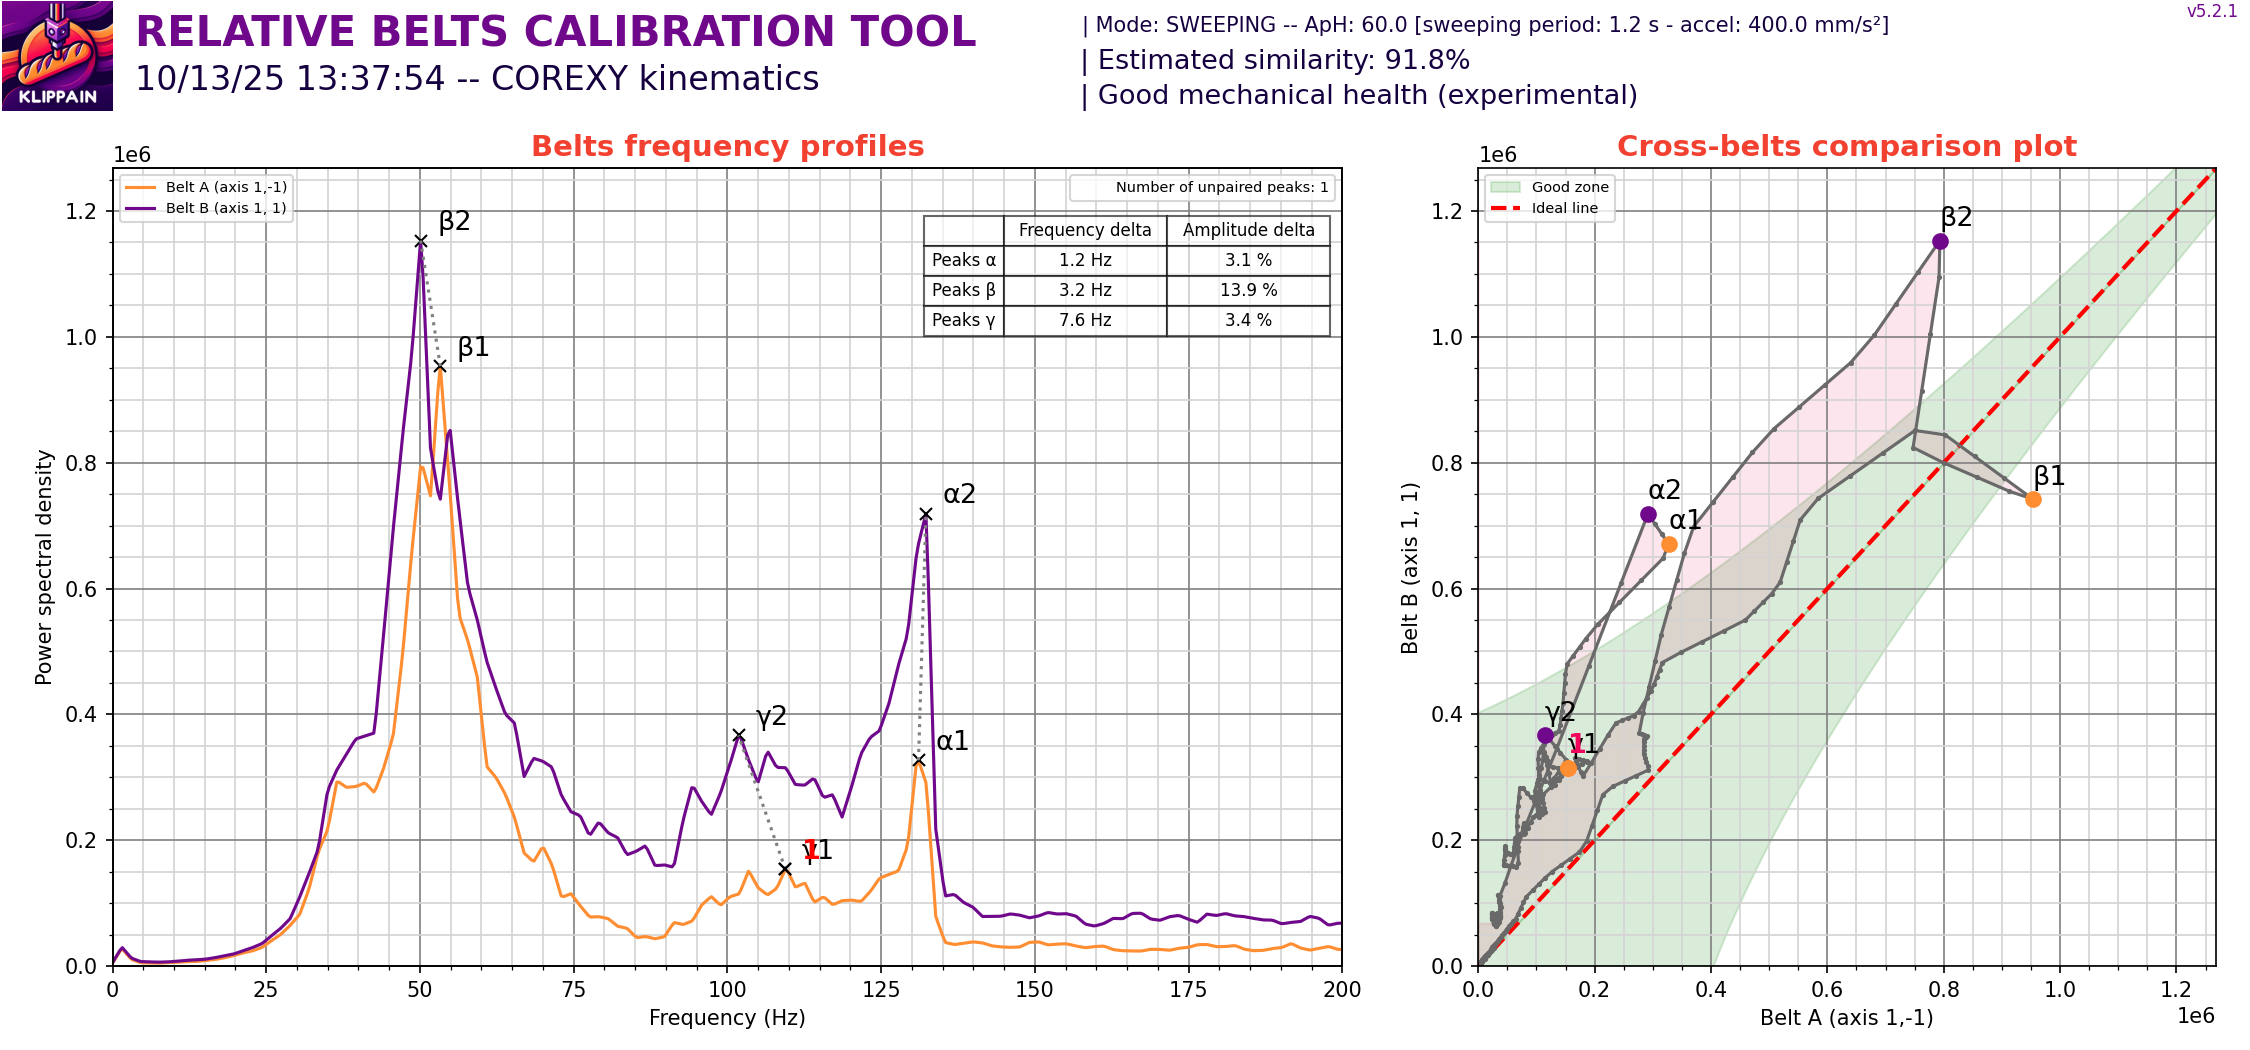 v5.2.1
KLIPPAIN
RELATIVE BELTS CALIBRATION TOOL
10/13/25 13:37:54 -- COREXY kinematics
| Mode: SWEEPING -- ApH: 60.0 [sweeping period: 1.2 s - accel: 400.0 mm/s²]
| Estimated similarity: 91.8%
| Good mechanical health (experimental)
Belts frequency profiles
1e6
Belt A (axis 1,-1)
Belt B (axis 1, 1)
Number of unpaired peaks: 1
Frequency delta Amplitude delta
Peaks α 1.2 Hz 3.1 %
Peaks β 3.2 Hz 13.9 %
Peaks γ 7.6 Hz 3.4 %
β2
β1
α2
α1
γ2
γ1
1
Power spectral density
1.2
1.0
0.8
0.6
0.4
0.2
0.0
0 25 50 75 100 125 150 175 200
Frequency (Hz)
Cross-belts comparison plot
1e6
Good zone
Ideal line
β2
β1
α2
α1
γ2
γ1
1
Belt B (axis 1, 1)
1.2
1.0
0.8
0.6
0.4
0.2
0.0
0.0 0.2 0.4 0.6 0.8 1.0 1.2
Belt A (axis 1,-1)
1e6